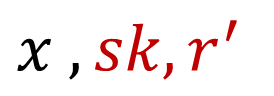 x , sk, r′